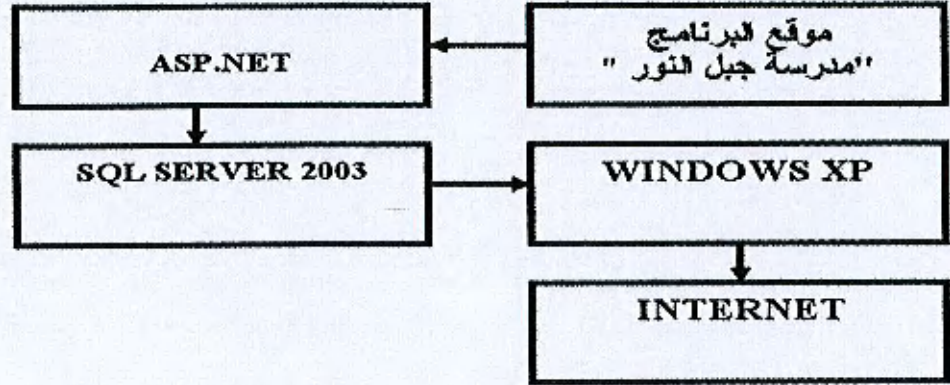 موقع البرنامج
"مدرسة جبل النور "
ASP.NET
SQL SERVER 2003
WINDOWS XP
INTERNET